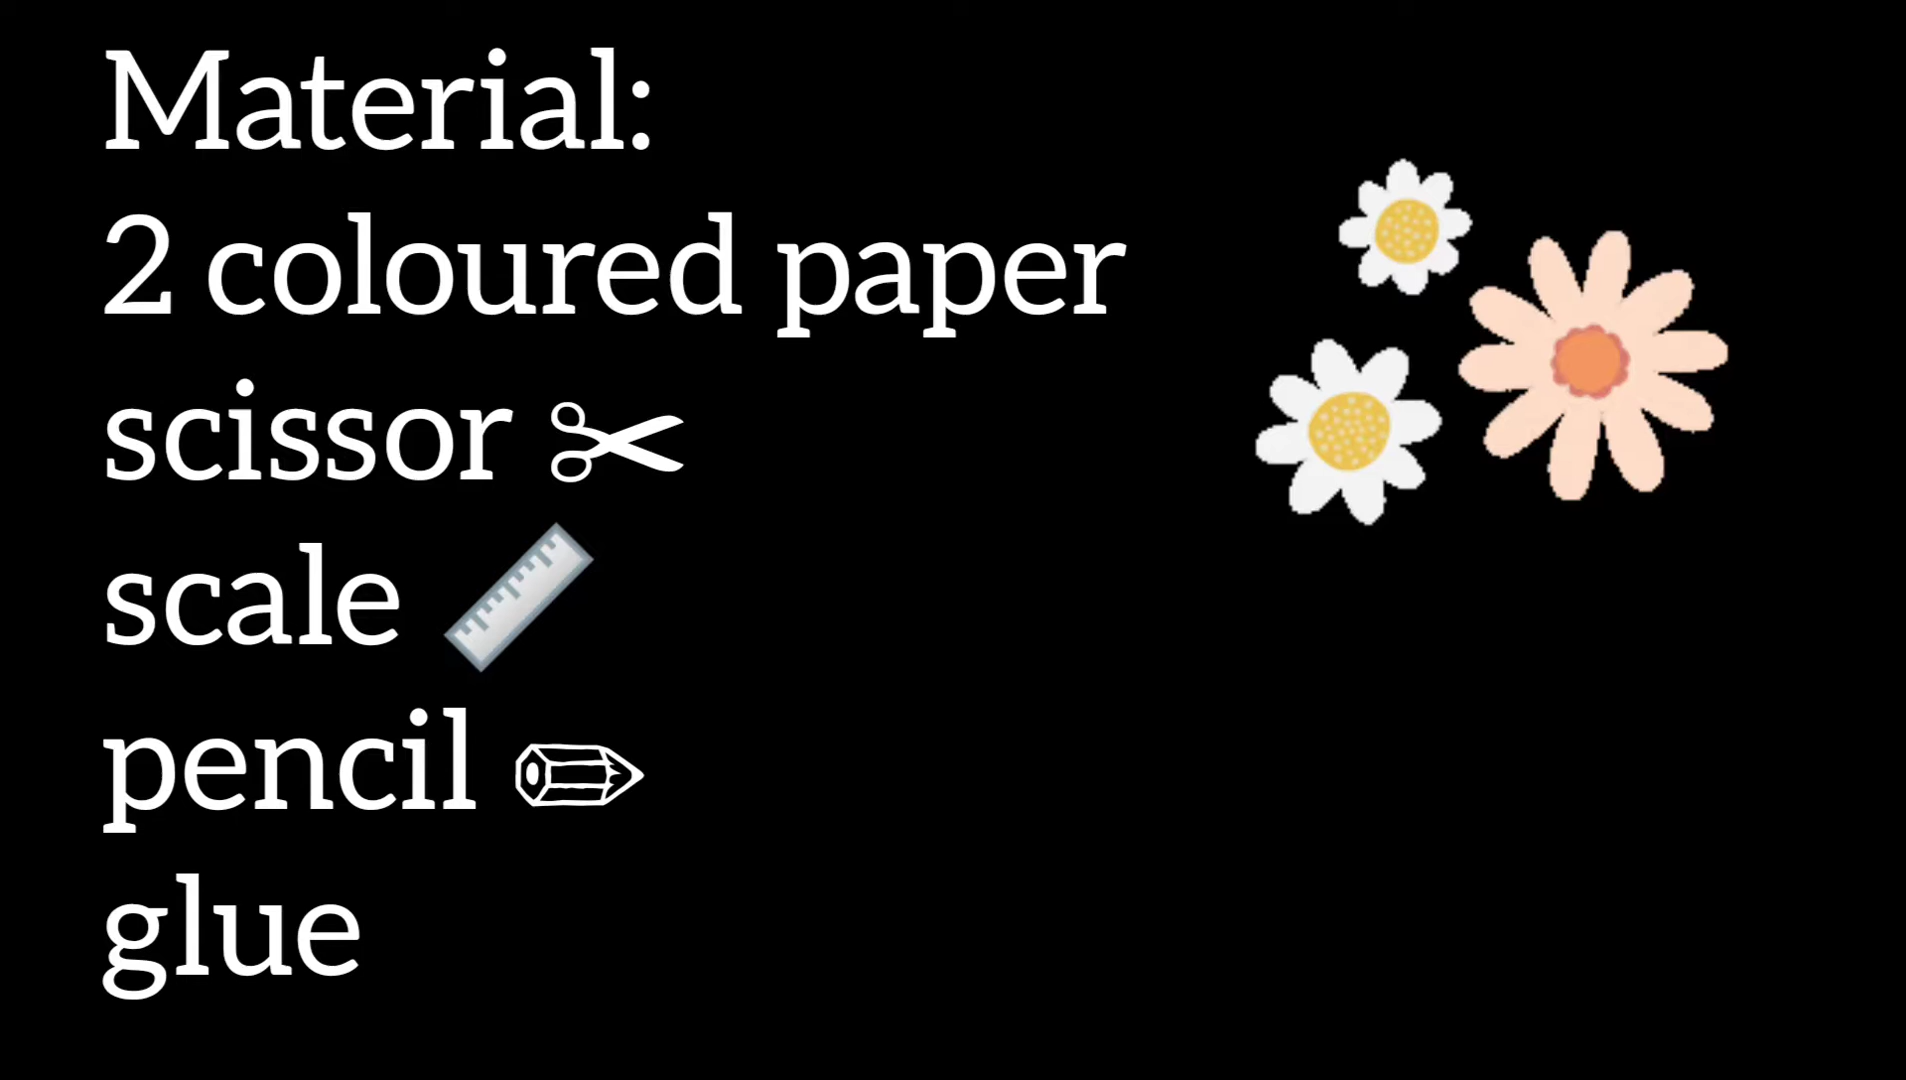 Material:
2 coloured paper
scissor ✂
scale 📏
pencil ✏
glue